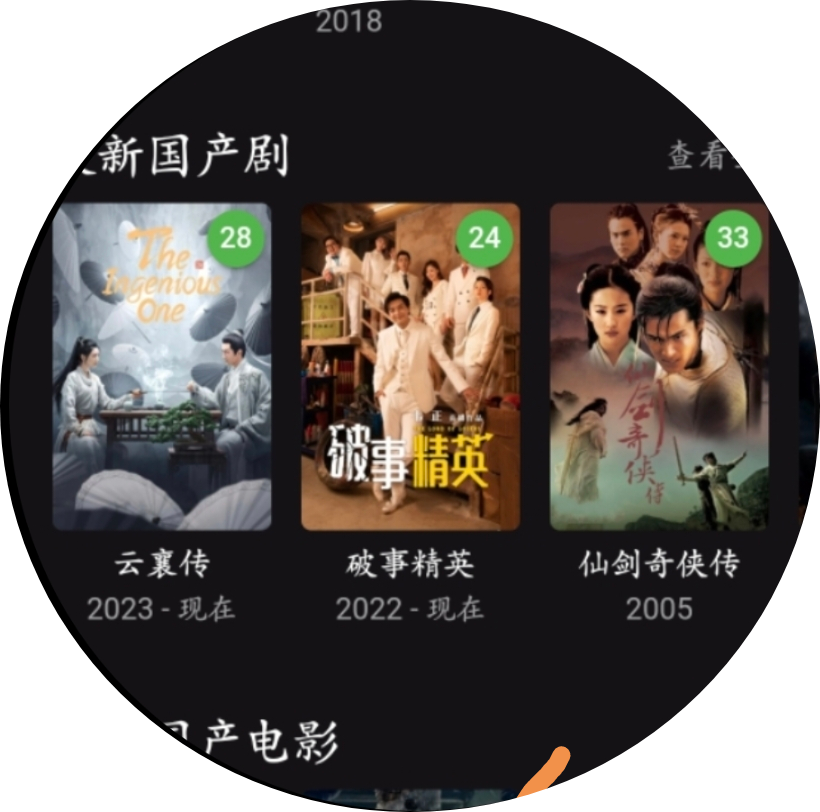 2018
新国产剧
查看
The
Ingenious
One
28
破事精英
24
仙剑奇侠传
33
云襄传
2023 - 现在
破事精英
2022 - 现在
仙剑奇侠传
2005
产电影